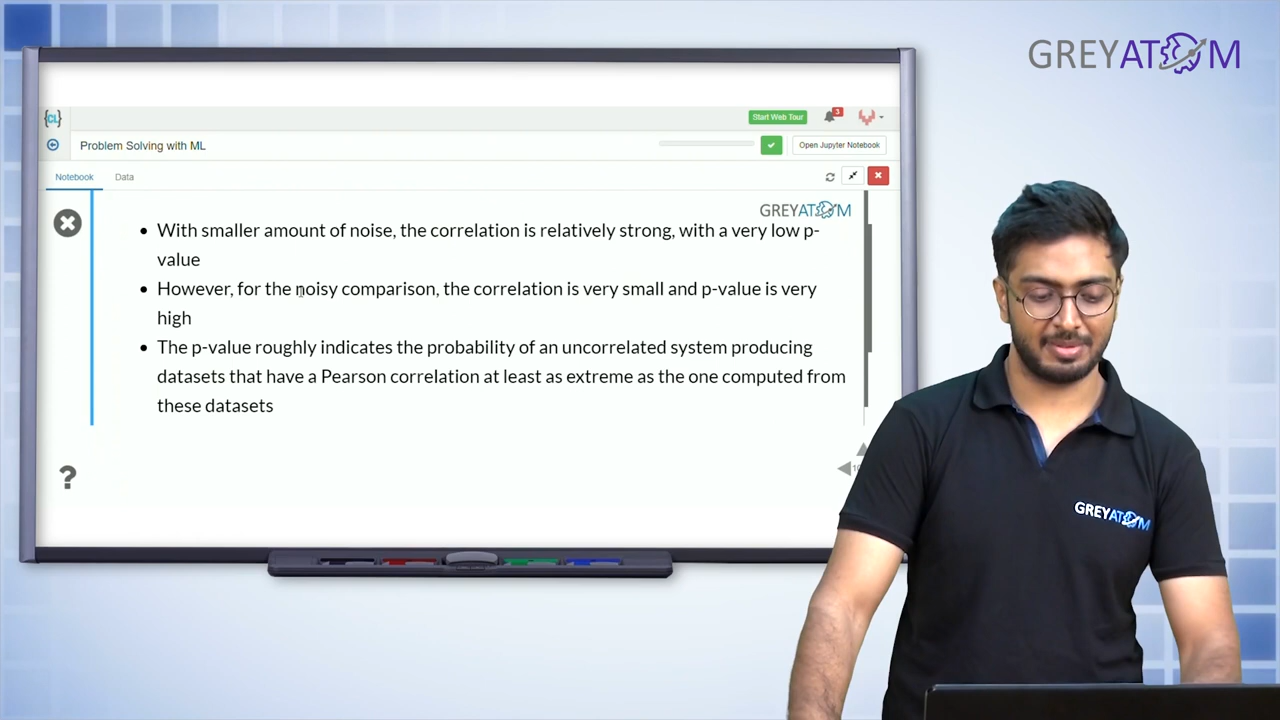 GREYATOM
{CL}
Start Web Tour
3
Problem Solving with ML
Open Jupyter Notebook
Notebook
Data
GREYATOM
With smaller amount of noise, the correlation is relatively strong, with a very low p-
value
However, for the noisy comparison, the correlation is very small and p-value is very
high
The p-value roughly indicates the probability of an uncorrelated system producing
datasets that have a Pearson correlation at least as extreme as the one computed from
these datasets
?
GREYATOM